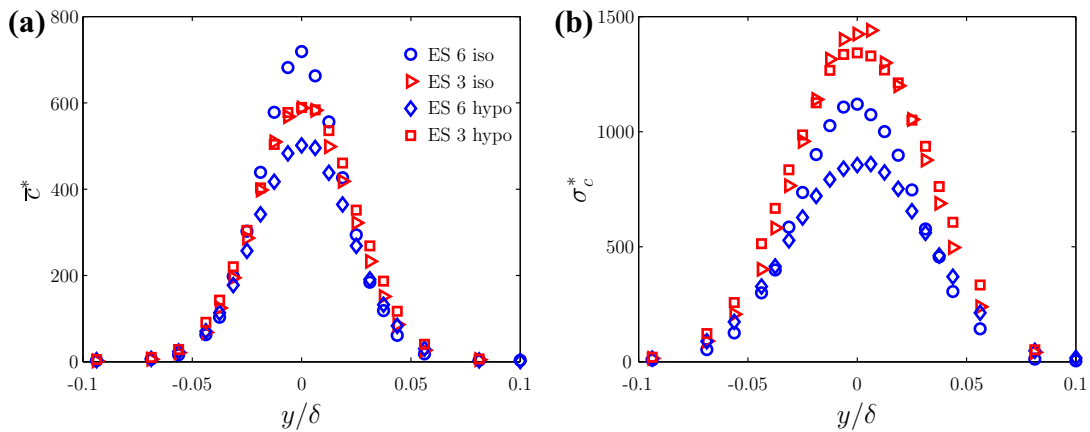 (a)
800
600
400
200
0
-0.1
-0.05
0
0.05
0.1
c̅*
y/δ
ES 6 iso
ES 3 iso
ES 6 hypo
ES 3 hypo
(b)
1500
1000
500
0
-0.1
-0.05
0
0.05
0.1
σ*c
y/δ